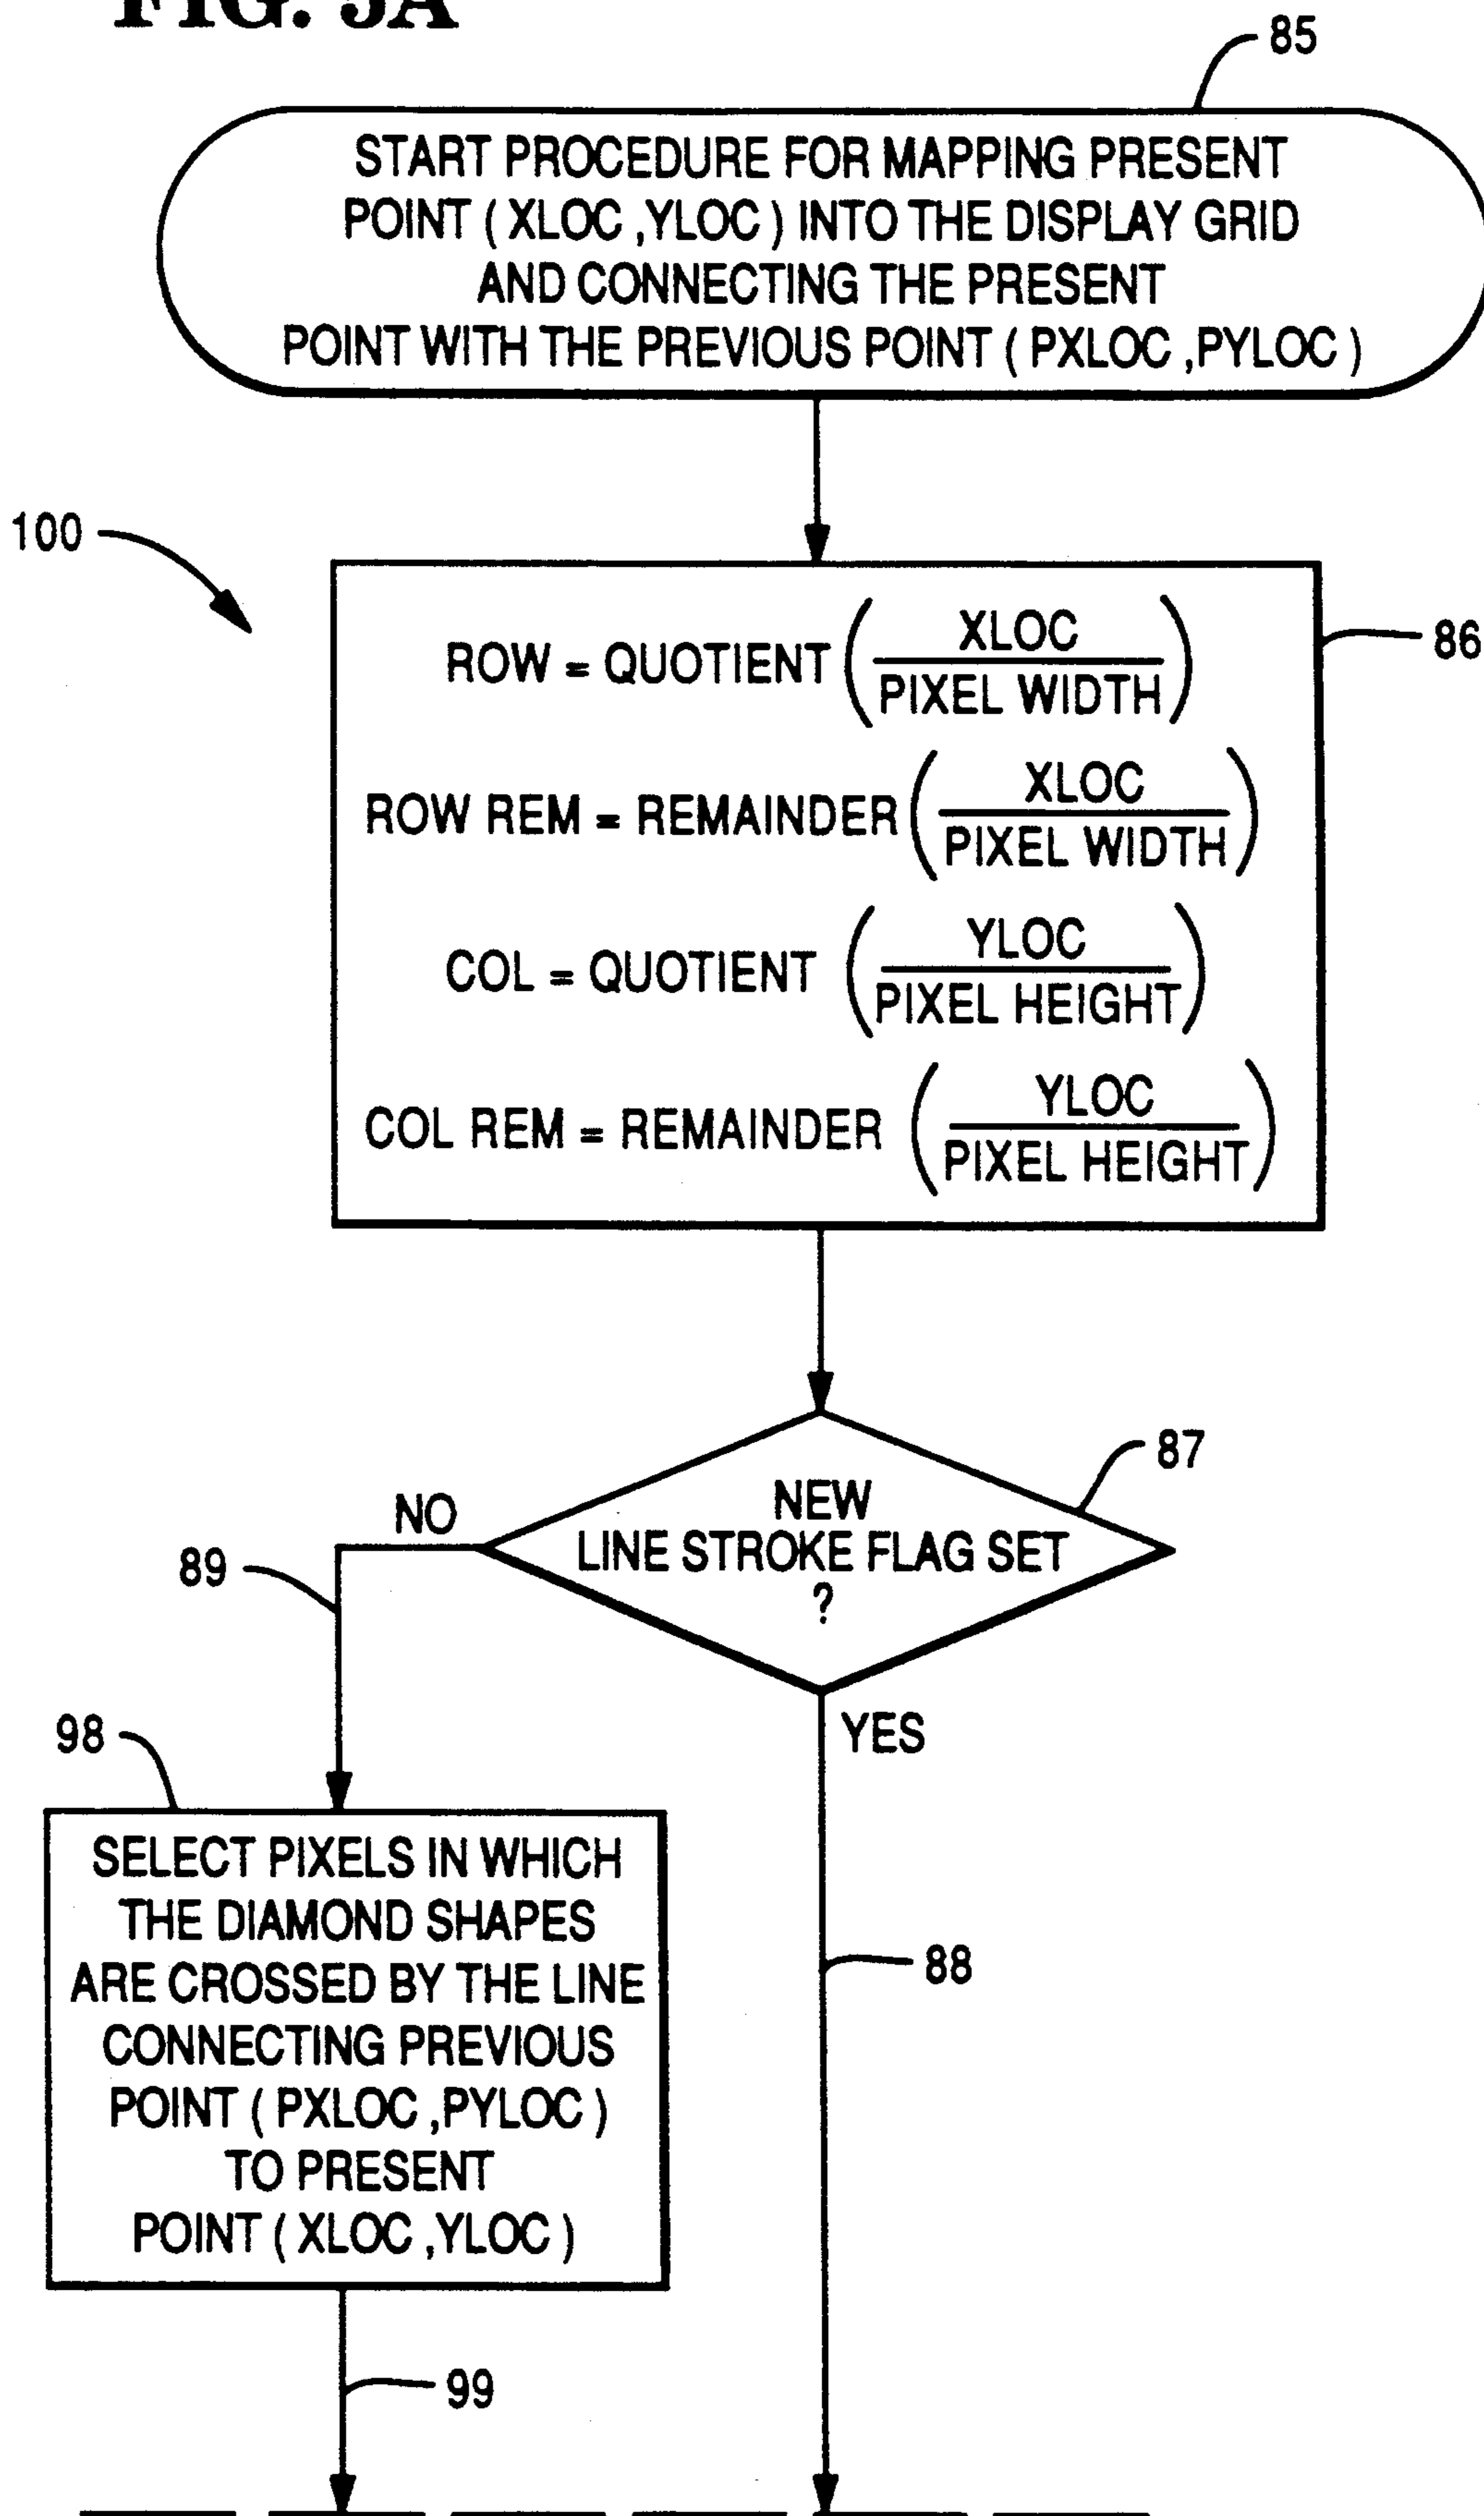 FIG. 5A
85
START PROCEDURE FOR MAPPING PRESENT
POINT ( XLOC ,YLOC ) INTO THE DISPLAY GRID
AND CONNECTING THE PRESENT
POINT WITH THE PREVIOUS POINT ( PXLOC ,PYLOC )
100
86
ROW = QUOTIENT ( XLOC / PIXEL WIDTH )
ROW REM = REMAINDER ( XLOC / PIXEL WIDTH )
COL = QUOTIENT ( YLOC / PIXEL HEIGHT )
COL REM = REMAINDER ( YLOC / PIXEL HEIGHT )
87
NEW
LINE STROKE FLAG SET
?
NO
89
YES
98
SELECT PIXELS IN WHICH
THE DIAMOND SHAPES
ARE CROSSED BY THE LINE
CONNECTING PREVIOUS
POINT ( PXLOC ,PYLOC )
TO PRESENT
POINT ( XLOC ,YLOC )
88
99